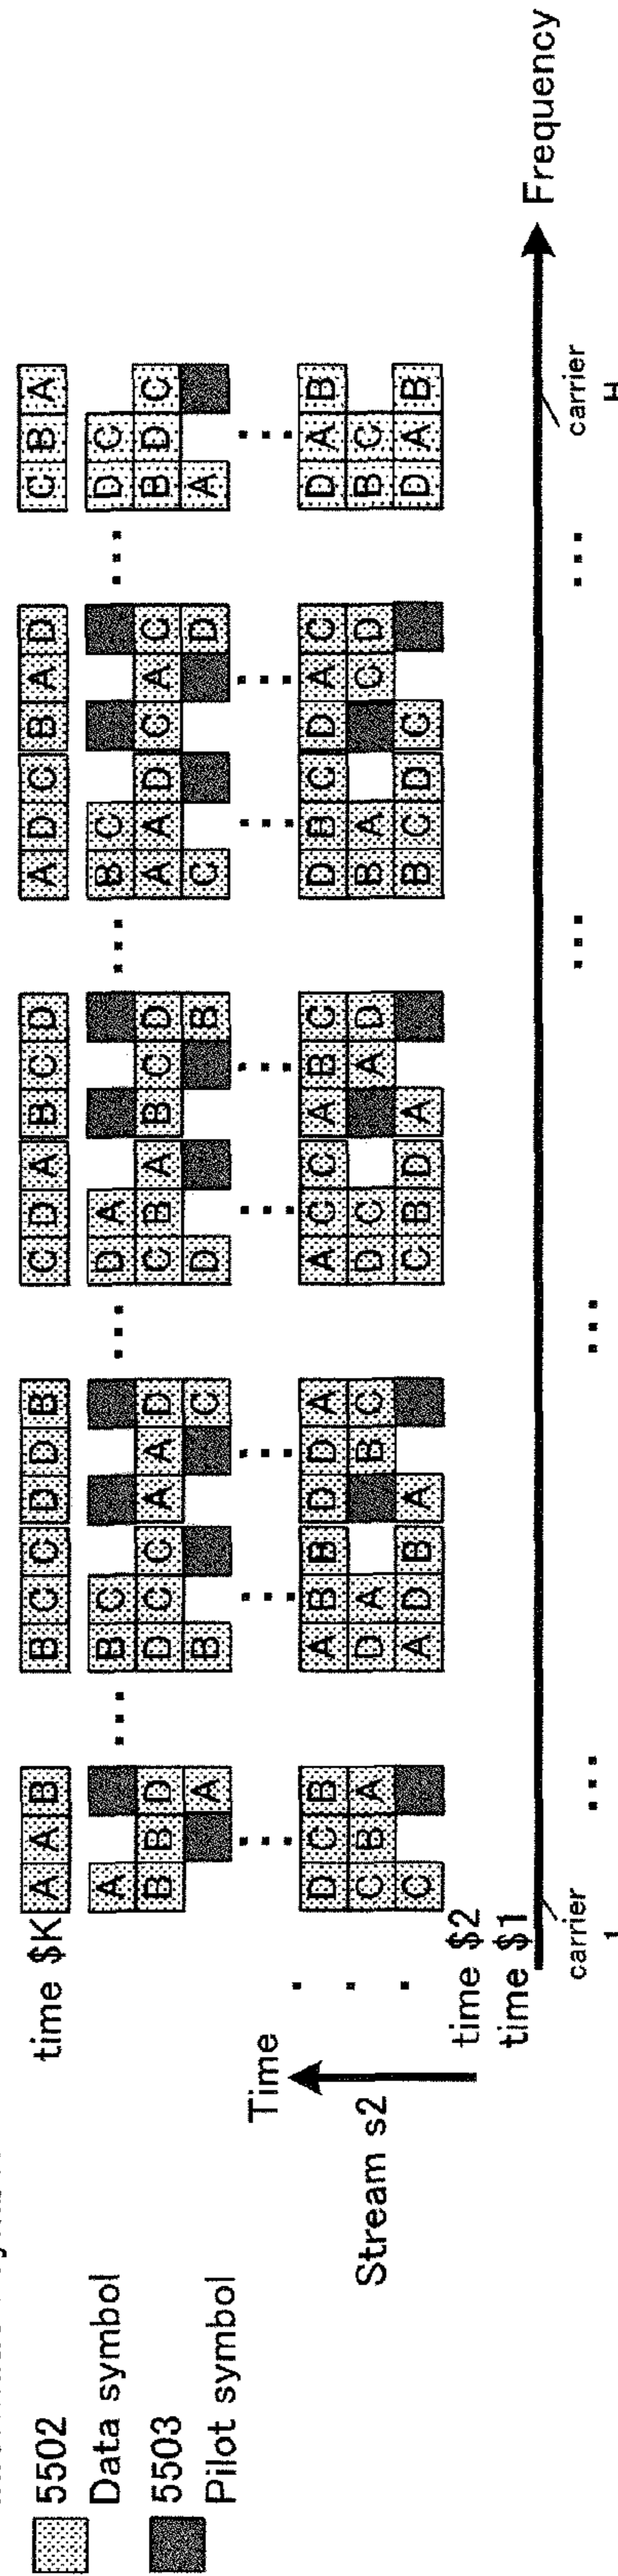 5502
Data symbol
5503
Pilot symbol
time $K
A A B B C C D D B C D A B C D A D C B A D C B A
A B C D A B C D C
B B D D C C A A D C B A B C D A A D C A C B D C
A B C D B C D A
Time
D C B A B B D D A A C C A B C D B C D A C D A B
C B A D A B C D C A D B A C D B C
C A D B A C B D A B C D C D A B
Stream s2
time $2
time $1
Frequency
carrier
1
carrier
H